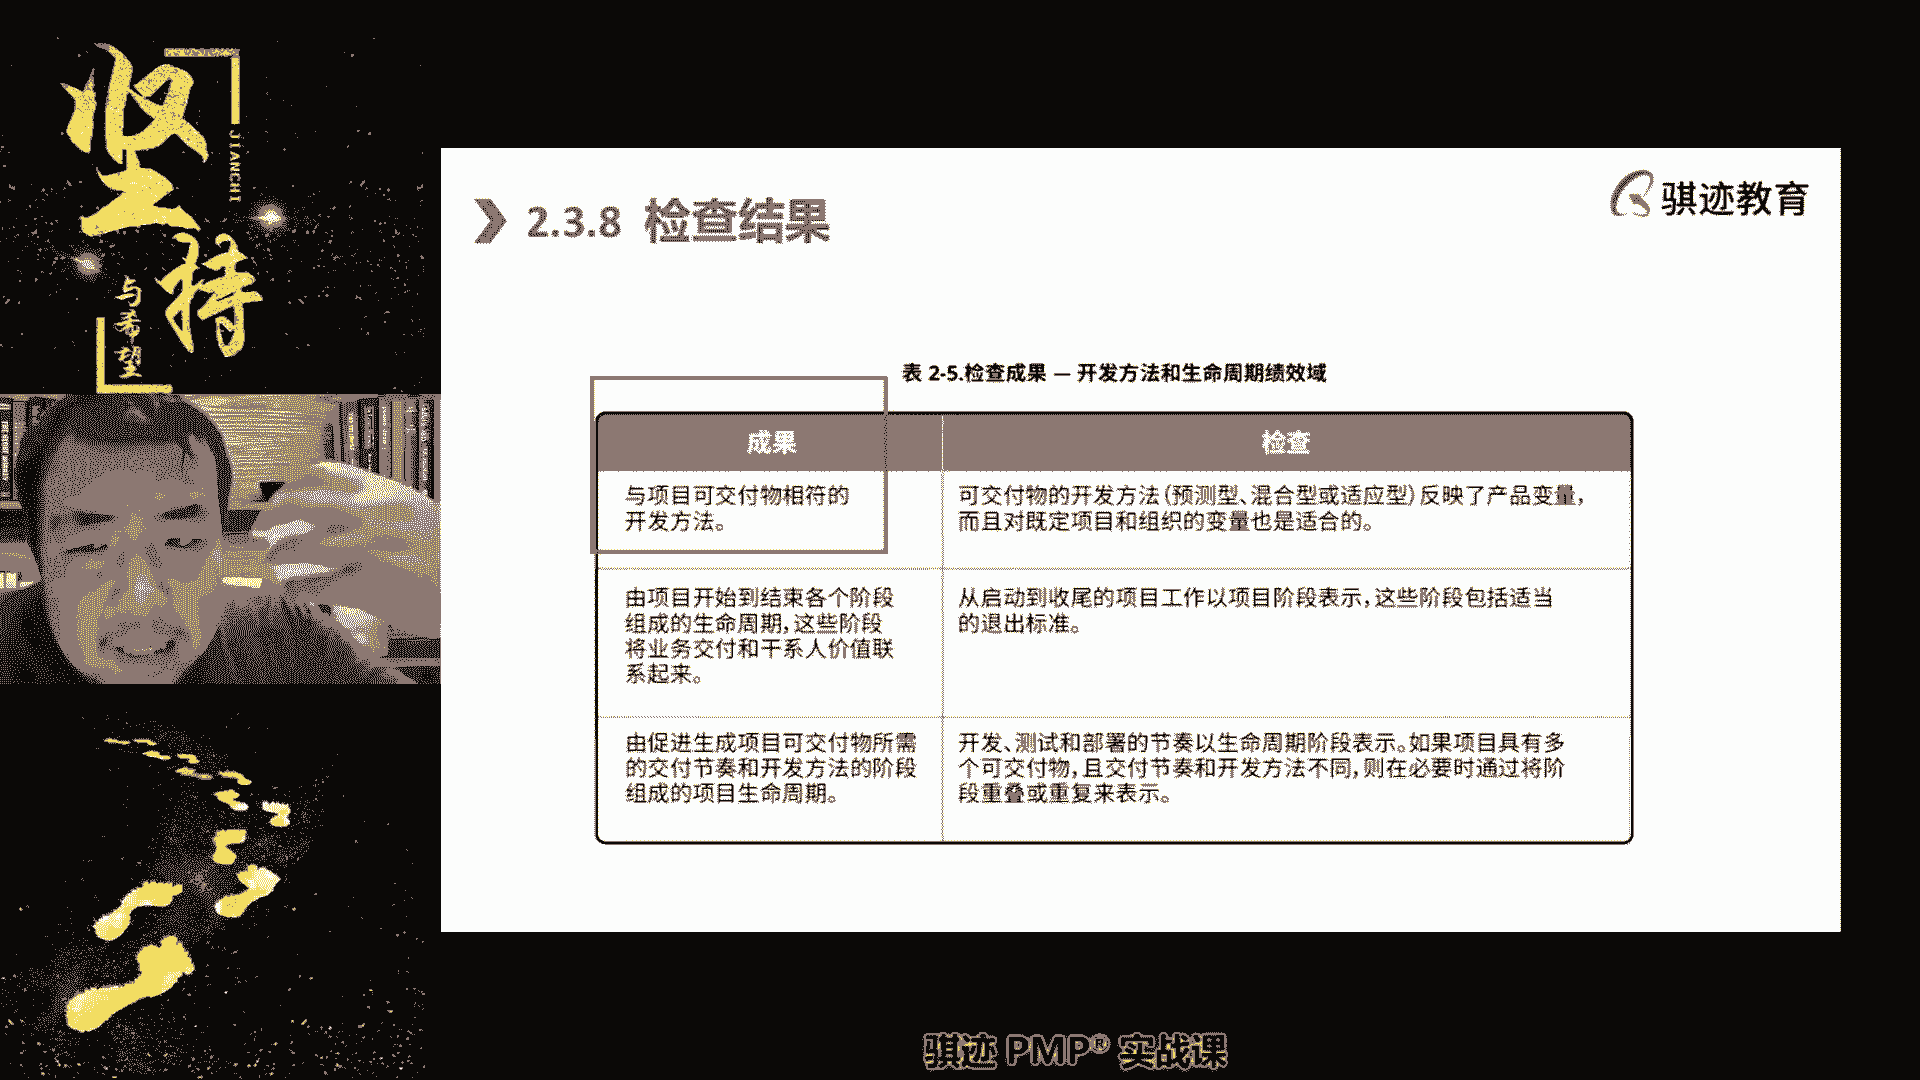 坚持
JIANCHI
与希望
骐迹教育
2.3.8 检查结果
表 2-5.检查成果 — 开发方法和生命周期绩效域
成果
检查
与项目可交付物相符的
开发方法。
可交付物的开发方法(预测型、混合型或适应型)反映了产品变量,
而且对既定项目和组织的变量也是适合的。
由项目开始到结束各个阶段
组成的生命周期,这些阶段
将业务交付和干系人价值联
系起来。
从启动到收尾的项目工作以项目阶段表示,这些阶段包括适当
的退出标准。
由促进生成项目可交付物所需
的交付节奏和开发方法的阶段
组成的项目生命周期。
开发、测试和部署的节奏以生命周期阶段表示。如果项目具有多
个可交付物,且交付节奏和开发方法不同,则在必要时通过将阶
段重叠或重复来表示。
骐迹 PMP® 实战课